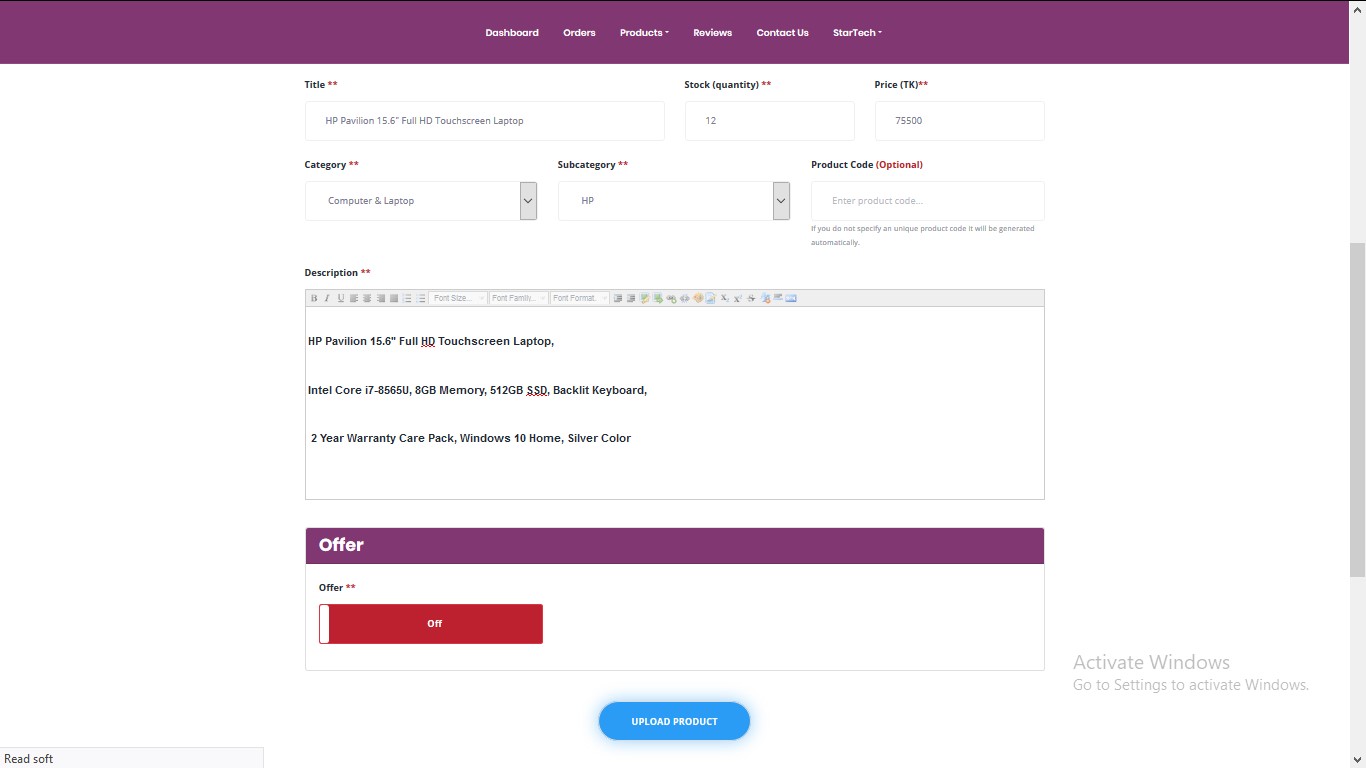 Dashboard Orders Products Reviews Contact Us StarTech
Title ** Stock (quantity) ** Price (TK)**
HP Pavilion 15.6" Full HD Touchscreen Laptop 12 75500
Category ** Subcategory ** Product Code (Optional)
Computer & Laptop HP Enter product code...
If you do not specify an unique product code it will be generated
automatically.
Description **
B I U Font Size... Font Family... Font Format.
HP Pavilion 15.6" Full HD Touchscreen Laptop,
Intel Core i7-8565U, 8GB Memory, 512GB SSD, Backlit Keyboard,
2 Year Warranty Care Pack, Windows 10 Home, Silver Color
Offer
Offer **
Off
Activate Windows
Go to Settings to activate Windows.
UPLOAD PRODUCT
Read soft